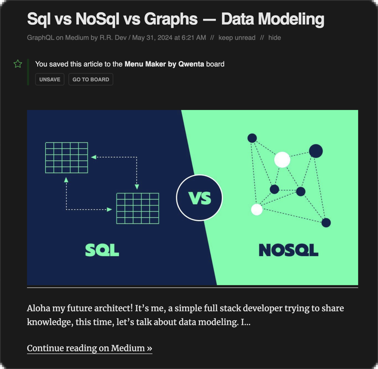 Sql vs NoSql vs Graphs — Data Modeling
GraphQL on Medium by R.R. Dev / May 31, 2024 at 6:21 AM // keep unread // hide
You saved this article to the Menu Maker by Qwenta board
UNSAVE GO TO BOARD
VS
SQL NOSQL
Aloha my future architect! It's me, a simple full stack developer trying to share
knowledge, this time, let's talk about data modeling. I...
Continue reading on Medium »